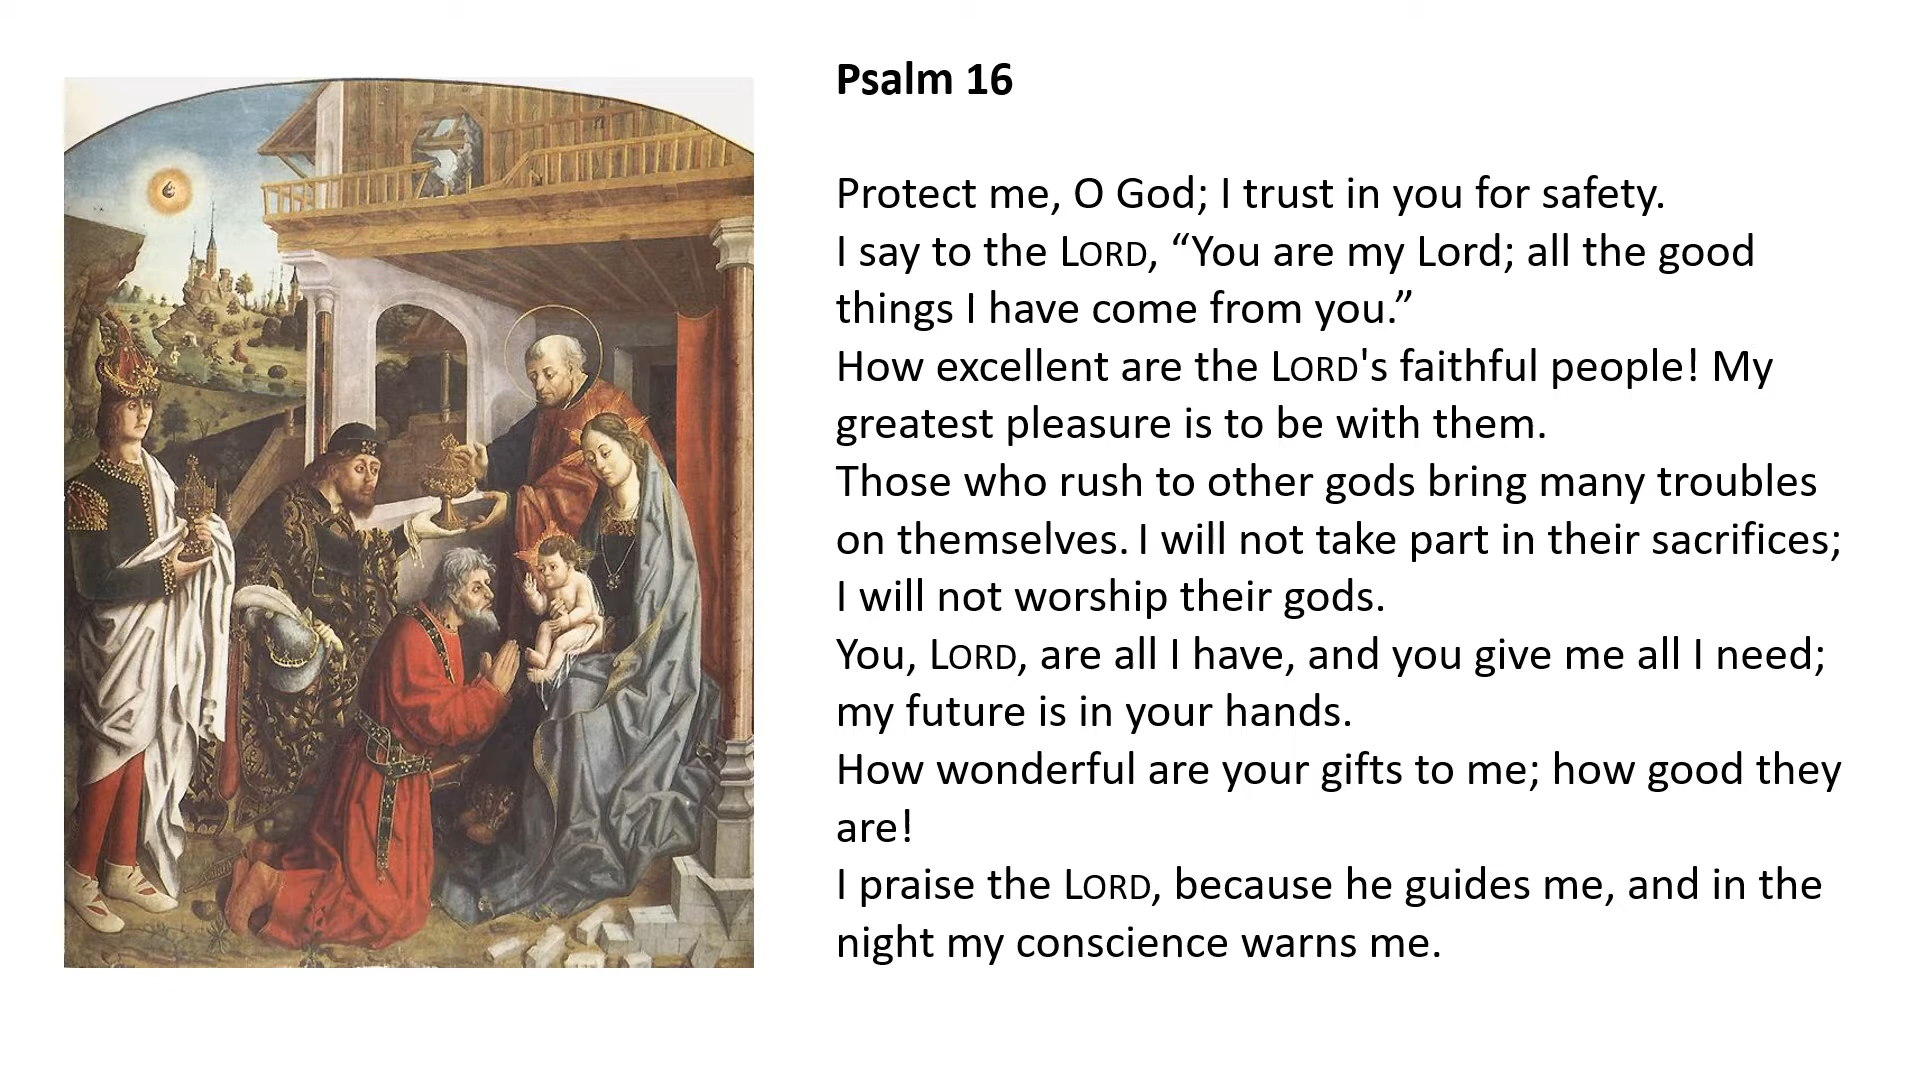 Psalm 16
Protect me, O God; I trust in you for safety.
I say to the LORD, “You are my Lord; all the good
things I have come from you.”
How excellent are the LORD's faithful people! My
greatest pleasure is to be with them.
Those who rush to other gods bring many troubles
on themselves. I will not take part in their sacrifices;
I will not worship their gods.
You, LORD, are all I have, and you give me all I need;
my future is in your hands.
How wonderful are your gifts to me; how good they
are!
I praise the LORD, because he guides me, and in the
night my conscience warns me.